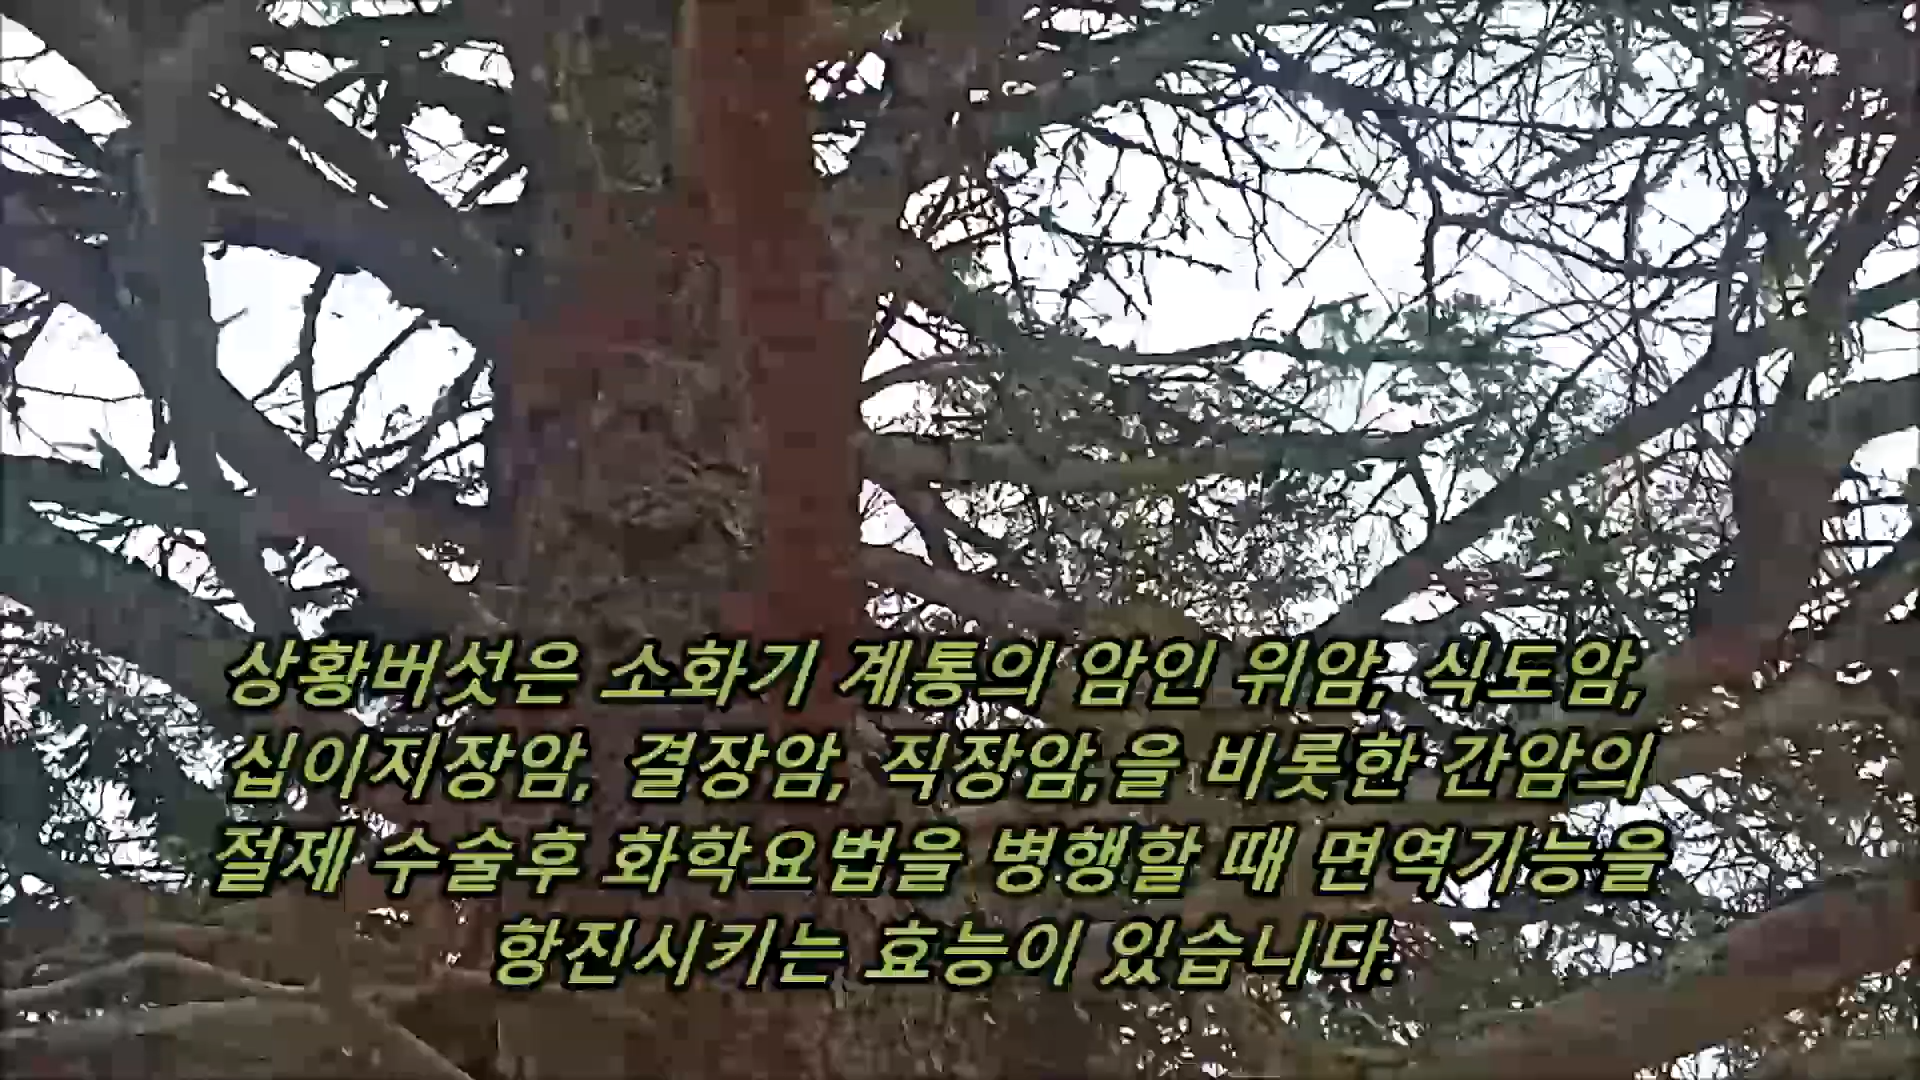 상황버섯은 소화기 계통의 암인 위암, 식도암,
십이지장암, 결장암, 직장암,을 비롯한 간암의
절제 수술후 화학요법을 병행할 때 면역기능을
항진시키는 효능이 있습니다.